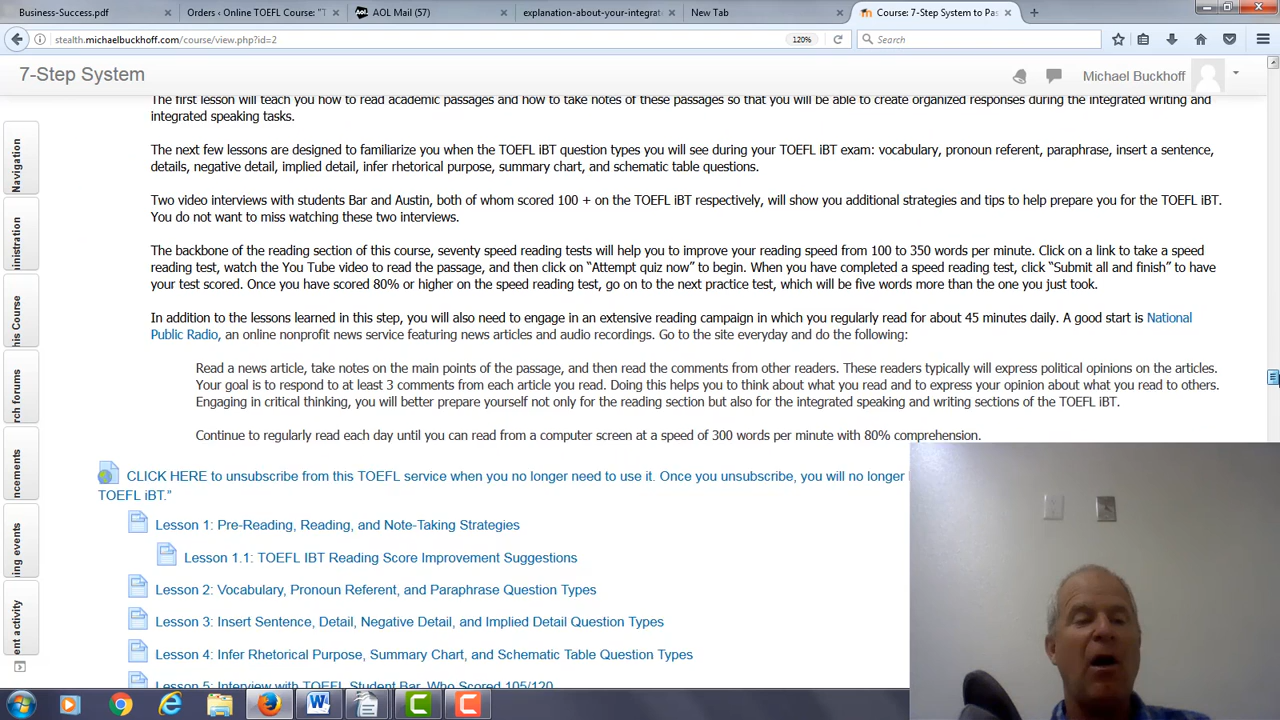 Business-Success.pdf
Orders ‹ Online TOEFL Course: "T
AOL Mail (57)
explanation-about-your-integrat
New Tab
Course: 7-Step System to Pas
stealth.michaelbuckhoff.com/course/view.php?id=2
120%
Search
7-Step System
Michael Buckhoff
The first lesson will teach you how to read academic passages and how to take notes of these passages so that you will be able to create organized responses during the integrated writing and
integrated speaking tasks.
The next few lessons are designed to familiarize you when the TOEFL iBT question types you will see during your TOEFL iBT exam: vocabulary, pronoun referent, paraphrase, insert a sentence,
details, negative detail, implied detail, infer rhetorical purpose, summary chart, and schematic table questions.
Two video interviews with students Bar and Austin, both of whom scored 100 + on the TOEFL iBT respectively, will show you additional strategies and tips to help prepare you for the TOEFL iBT.
You do not want to miss watching these two interviews.
The backbone of the reading section of this course, seventy speed reading tests will help you to improve your reading speed from 100 to 350 words per minute. Click on a link to take a speed
reading test, watch the You Tube video to read the passage, and then click on “Attempt quiz now” to begin. When you have completed a speed reading test, click “Submit all and finish” to have
your test scored. Once you have scored 80% or higher on the speed reading test, go on to the next practice test, which will be five words more than the one you just took.
In addition to the lessons learned in this step, you will also need to engage in an extensive reading campaign in which you regularly read for about 45 minutes daily. A good start is National
Public Radio, an online nonprofit news service featuring news articles and audio recordings. Go to the site everyday and do the following:
Read a news article, take notes on the main points of the passage, and then read the comments from other readers. These readers typically will express political opinions on the articles.
Your goal is to respond to at least 3 comments from each article you read. Doing this helps you to think about what you read and to express your opinion about what you read to others.
Engaging in critical thinking, you will better prepare yourself not only for the reading section but also for the integrated speaking and writing sections of the TOEFL iBT.
Continue to regularly read each day until you can read from a computer screen at a speed of 300 words per minute with 80% comprehension.
CLICK HERE to unsubscribe from this TOEFL service when you no longer need to use it. Once you unsubscribe, you will no longer
TOEFL iBT.”
Lesson 1: Pre-Reading, Reading, and Note-Taking Strategies
Lesson 1.1: TOEFL IBT Reading Score Improvement Suggestions
Lesson 2: Vocabulary, Pronoun Referent, and Paraphrase Question Types
Lesson 3: Insert Sentence, Detail, Negative Detail, and Implied Detail Question Types
Lesson 4: Infer Rhetorical Purpose, Summary Chart, and Schematic Table Question Types
Lesson 5: Interview with TOEFL Student Bar, Who Scored 105/120
Navigation
ninistration
his Course
rch forums
ncements
ning events
ent activity